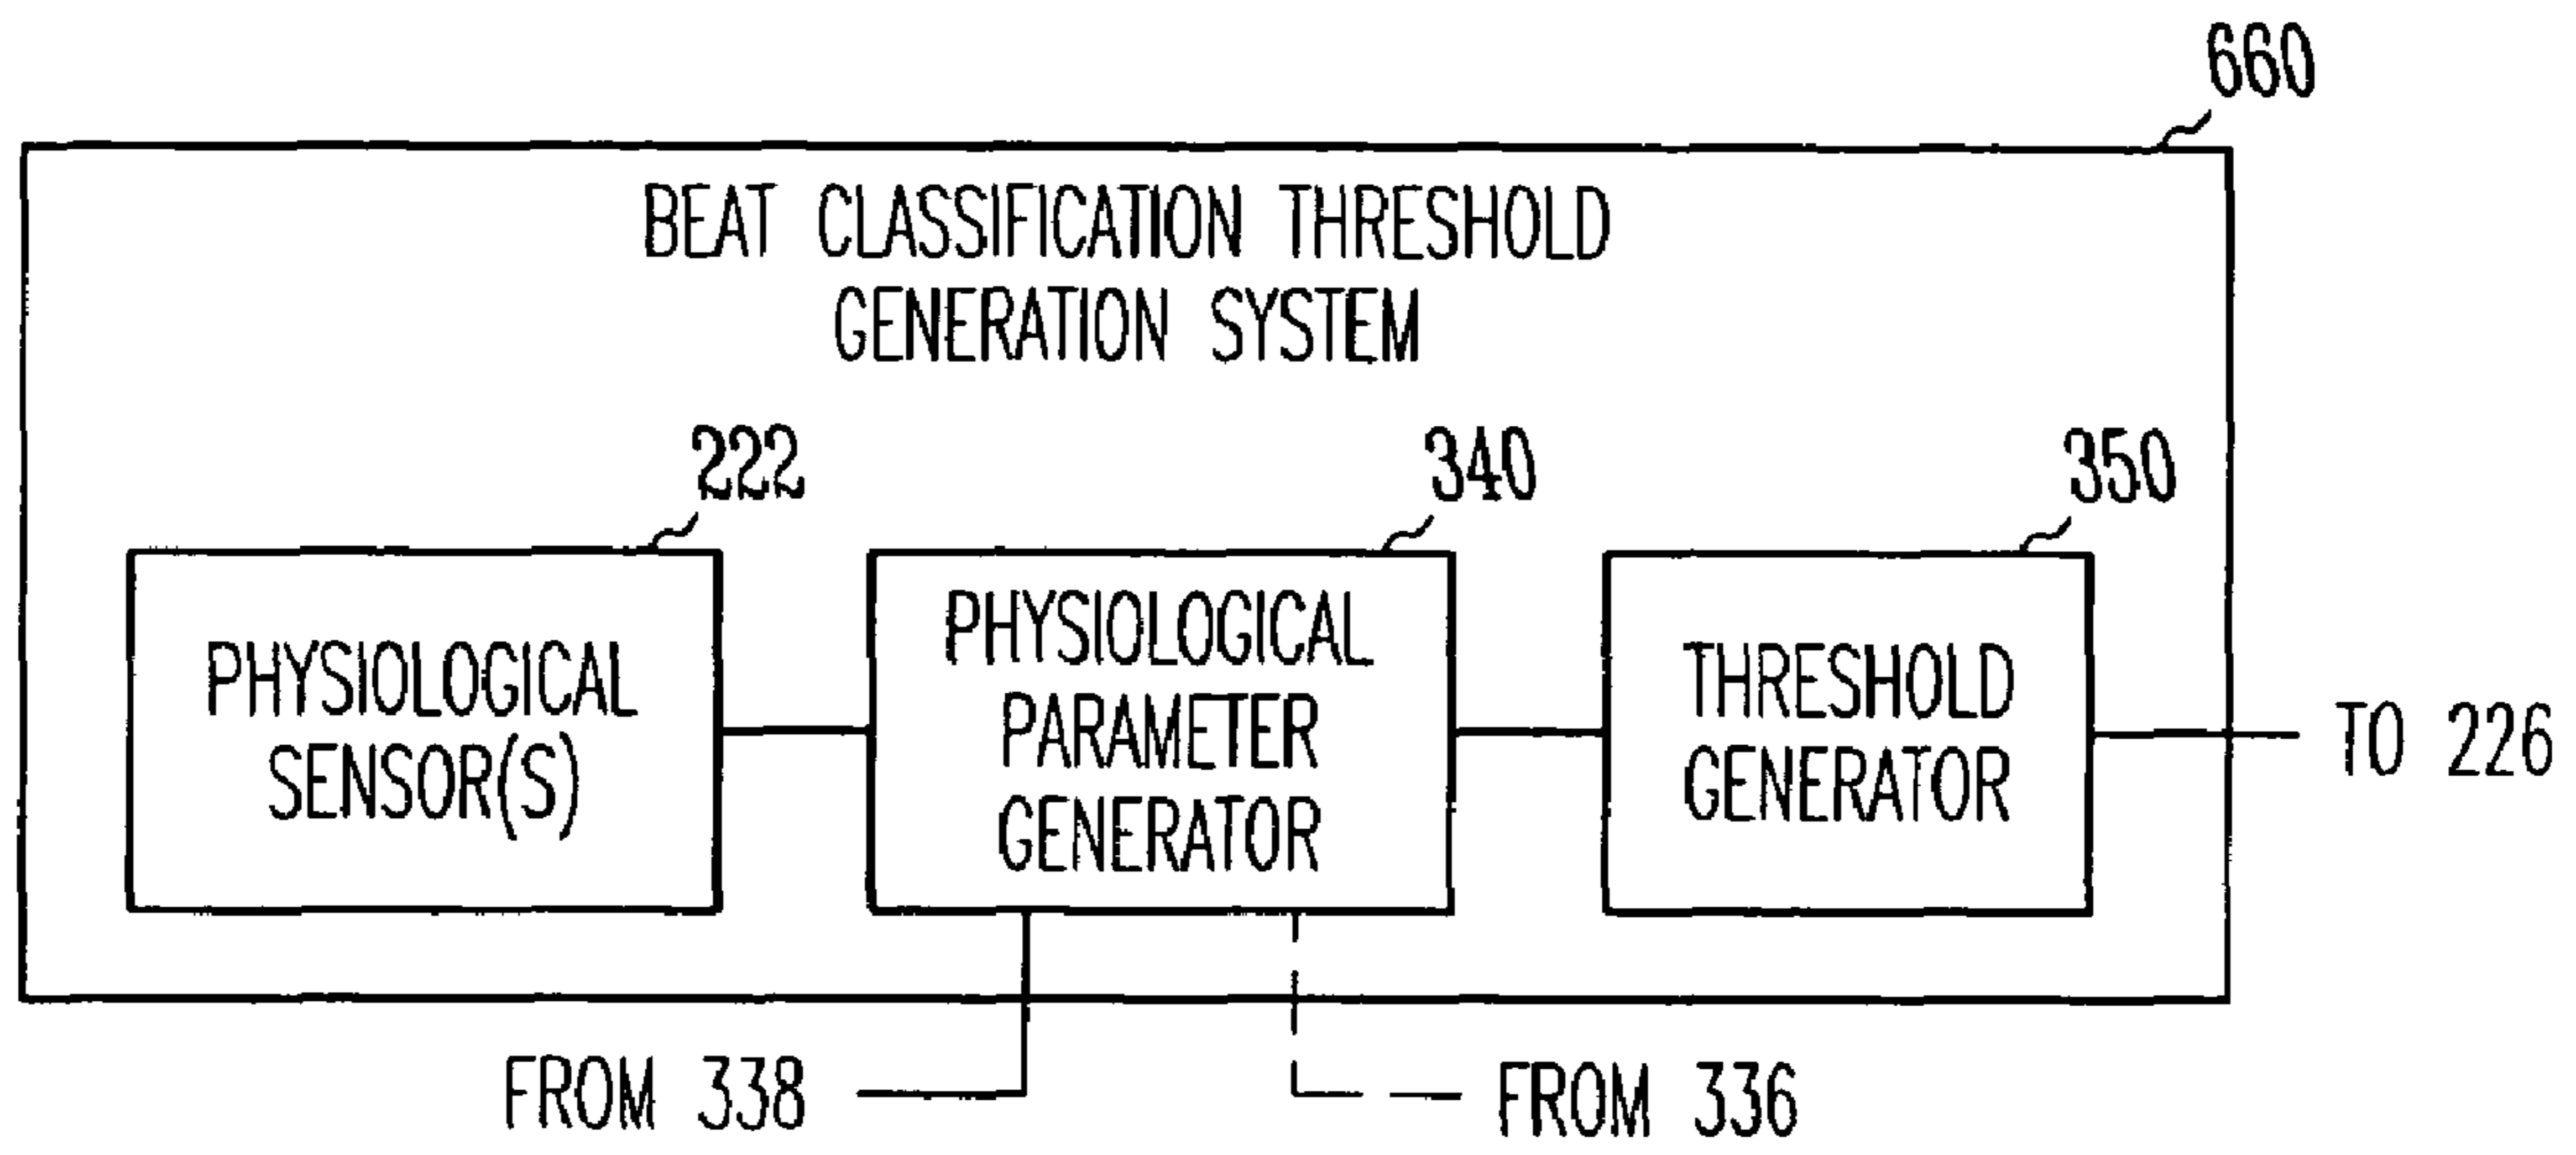 660
BEAT CLASSIFICATION THRESHOLD
GENERATION SYSTEM
222
340
350
PHYSIOLOGICAL
SENSOR(S)
PHYSIOLOGICAL
PARAMETER
GENERATOR
THRESHOLD
GENERATOR
TO 226
FROM 338
FROM 336